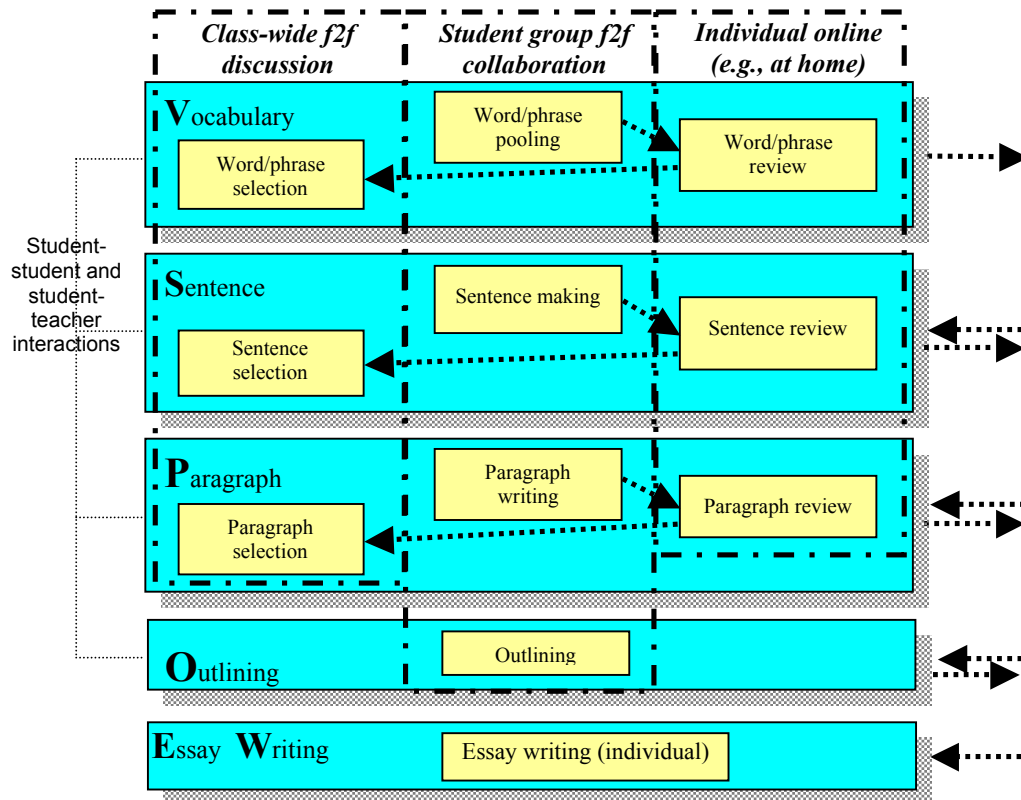 Class-wide f2f
discussion
Student group f2f
collaboration
Individual online
(e.g., at home)
Vocabulary
Word/phrase
pooling
Word/phrase
review
Word/phrase
selection
Student-
student and
student-
teacher
interactions
Sentence
Sentence making
Sentence review
Sentence
selection
Paragraph
Paragraph
writing
Paragraph review
Paragraph
selection
Outlining
Outlining
Essay Writing
Essay writing (individual)